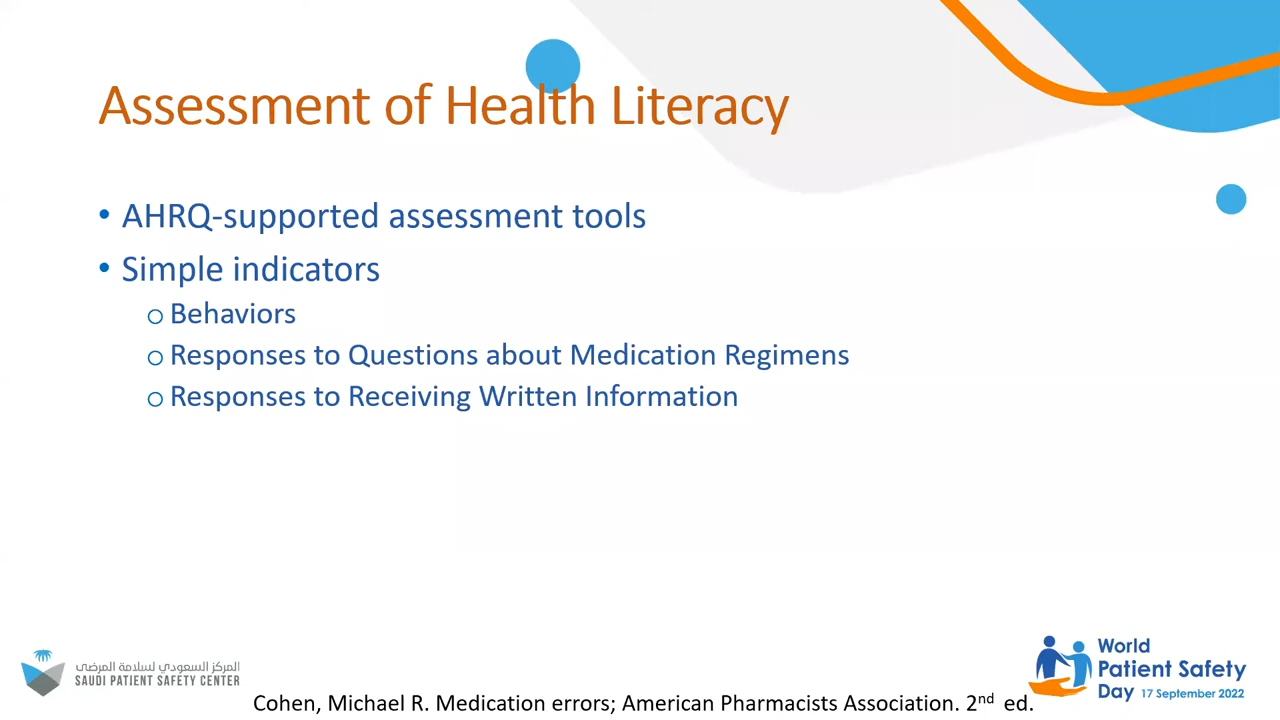 Assessment of Health Literacy
• AHRQ-supported assessment tools
• Simple indicators
o Behaviors
o Responses to Questions about Medication Regimens
o Responses to Receiving Written Information
المركز السعودي لسلامة المرضى
SAUDI PATIENT SAFETY CENTER
World
Patient Safety
Day 17 September 2022
Cohen, Michael R. Medication errors; American Pharmacists Association. 2nd ed.